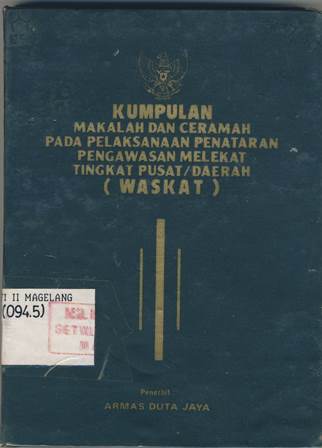 KUMPULAN
MAKALAH DAN CERAMAH
PADA PELAKSANAAN PENATARAN
PENGAWASAN MELEKAT
TINGKAT PUSAT/DAERAH
( WASKAT )
II MAGELANG
(094.5)
Penerbit
ARMAS DUTA JAYA